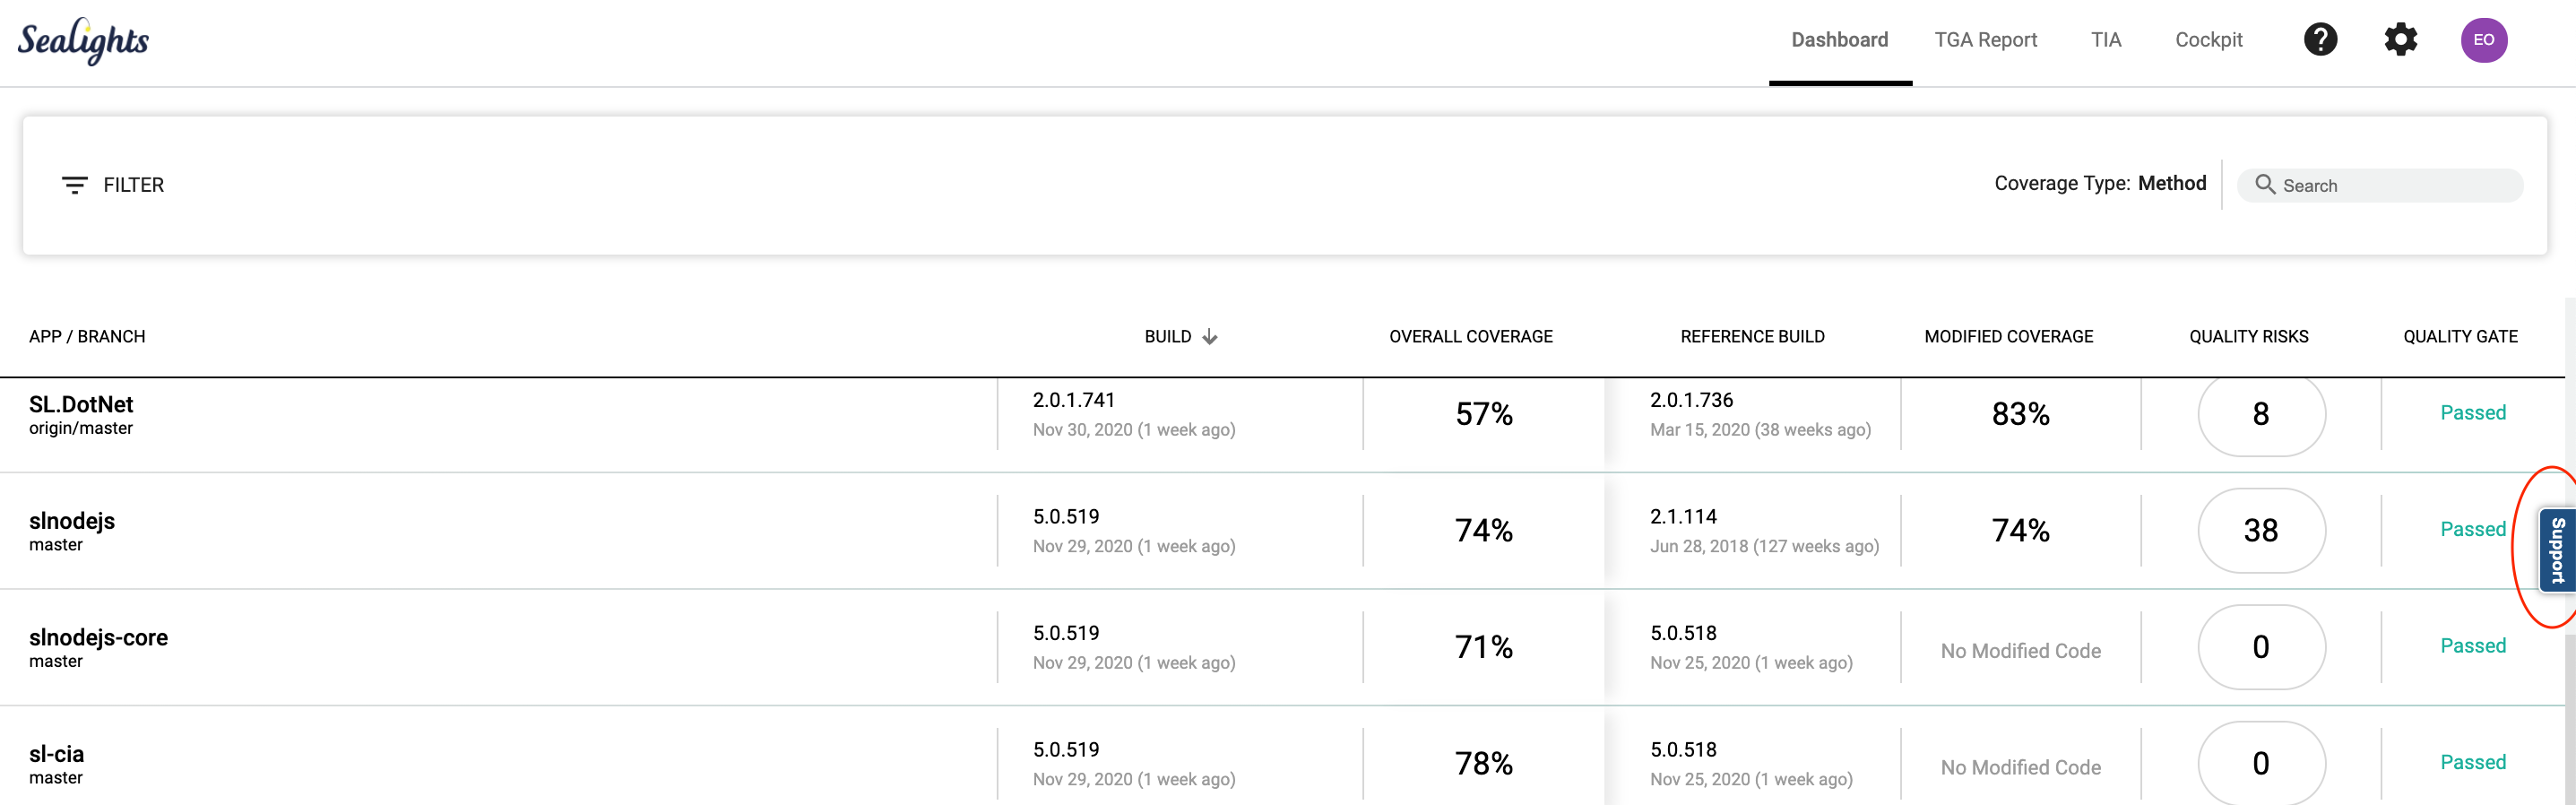 SeaLights
Dashboard TGA Report TIA Cockpit ? EO
FILTER
Coverage Type: Method Search
APP / BRANCH BUILD OVERALL COVERAGE REFERENCE BUILD MODIFIED COVERAGE QUALITY RISKS QUALITY GATE
SL.DotNet
origin/master
2.0.1.741
Nov 30, 2020 (1 week ago)
57%
2.0.1.736
Mar 15, 2020 (38 weeks ago)
83%
8
Passed
slnodejs
master
5.0.519
Nov 29, 2020 (1 week ago)
74%
2.1.114
Jun 28, 2018 (127 weeks ago)
74%
38
Passed
Support
slnodejs-core
master
5.0.519
Nov 29, 2020 (1 week ago)
71%
5.0.518
Nov 25, 2020 (1 week ago)
No Modified Code
0
Passed
sl-cia
master
5.0.519
Nov 29, 2020 (1 week ago)
78%
5.0.518
Nov 25, 2020 (1 week ago)
No Modified Code
0
Passed